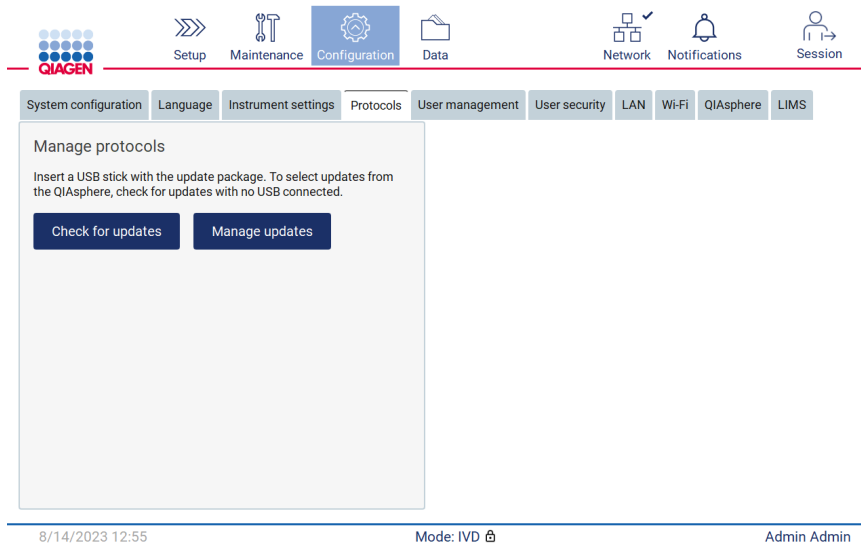 QIAGEN
Setup
Maintenance
Configuration
Data
Network
Notifications
Session
System configuration
Language
Instrument settings
Protocols
User management
User security
LAN
Wi-Fi
QIAsphere
LIMS
Manage protocols
Insert a USB stick with the update package. To select updates from
the QIAsphere, check for updates with no USB connected.
Check for updates
Manage updates
8/14/2023 12:55
Mode: IVD
Admin Admin